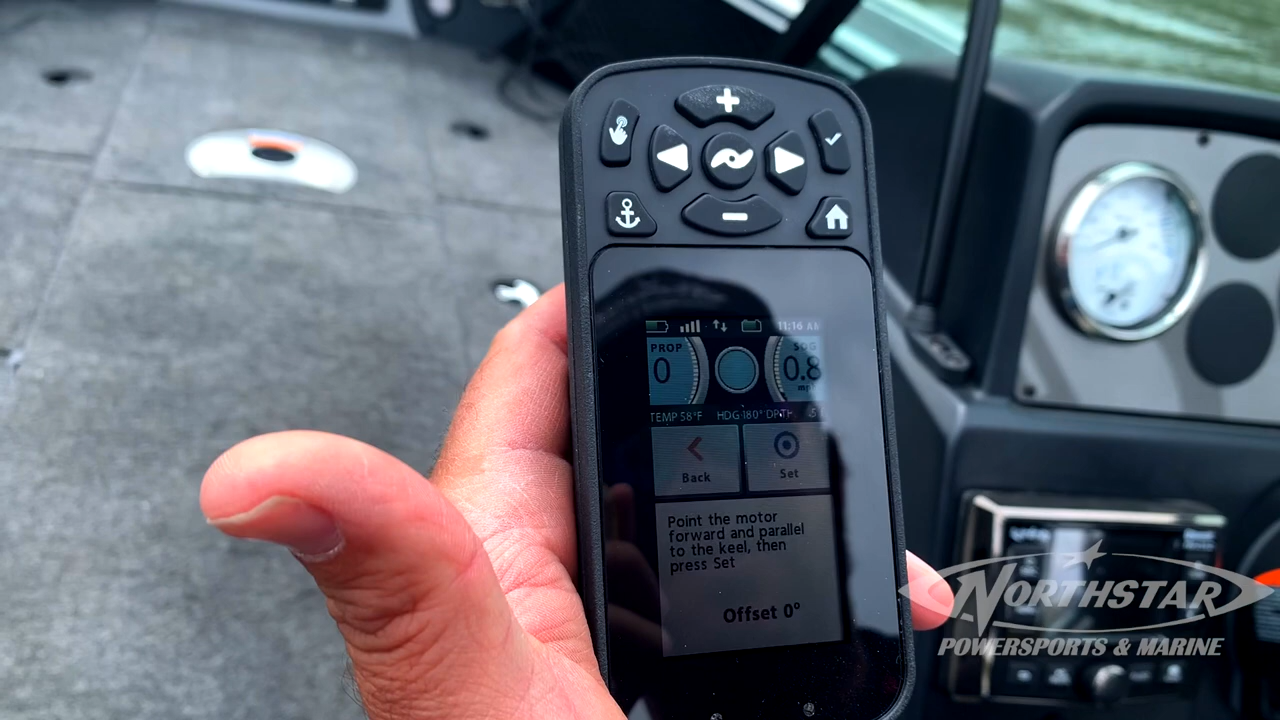 11:16 AM
PROP
0
SOG
0.8
mph
TEMP 58°F HDG 180° DPTH
Back
Set
Point the motor
forward and parallel
to the keel, then
press Set
Offset 0°
NORTHSTAR
POWERSPORTS & MARINE